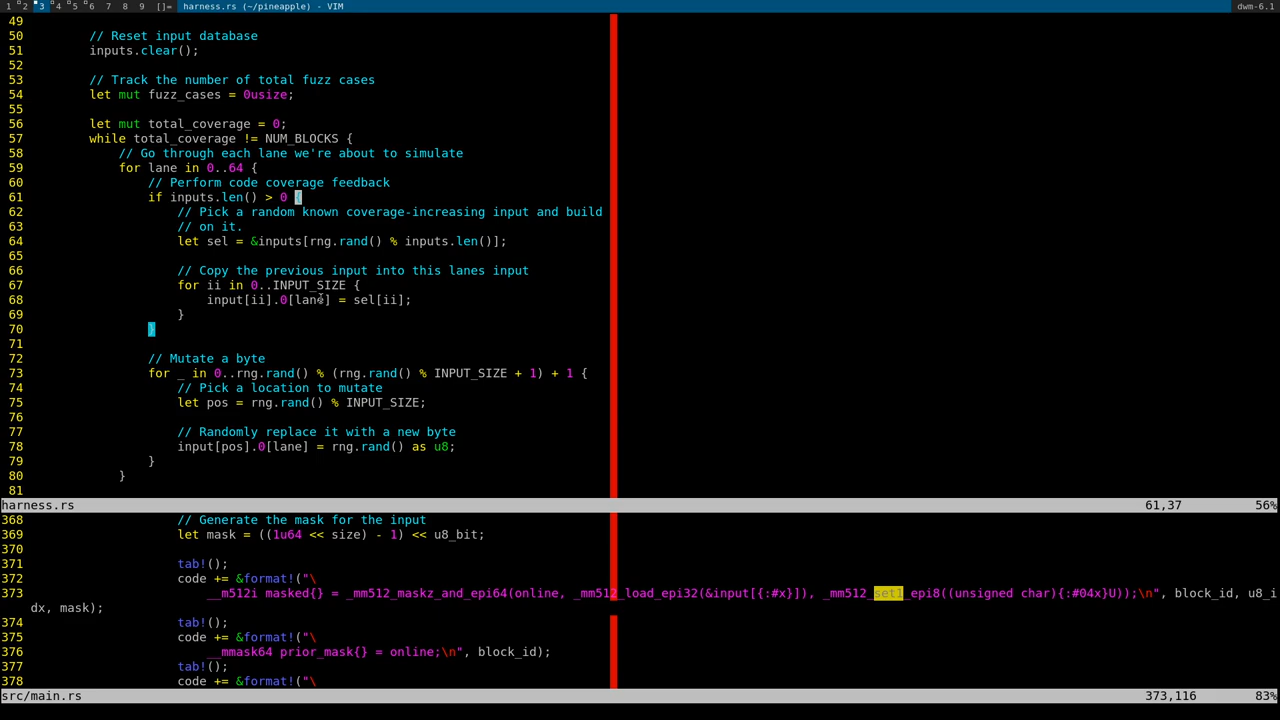 1 2 3 4 5 6 7 8 9 []= harness.rs (~/pineapple) - VIM dwm-6.1
49
50 // Reset input database
51 inputs.clear();
52
53 // Track the number of total fuzz cases
54 let mut fuzz_cases = 0usize;
55
56 let mut total_coverage = 0;
57 while total_coverage != NUM_BLOCKS {
58 // Go through each lane we're about to simulate
59 for lane in 0..64 {
60 // Perform code coverage feedback
61 if inputs.len() > 0 {
62 // Pick a random known coverage-increasing input and build
63 // on it.
64 let sel = &inputs[rng.rand() % inputs.len()];
65
66 // Copy the previous input into this lanes input
67 for ii in 0..INPUT_SIZE {
68 input[ii].0[lane] = sel[ii];
69 }
70 }
71
72 // Mutate a byte
73 for _ in 0..rng.rand() % (rng.rand() % INPUT_SIZE + 1) + 1 {
74 // Pick a location to mutate
75 let pos = rng.rand() % INPUT_SIZE;
76
77 // Randomly replace it with a new byte
78 input[pos].0[lane] = rng.rand() as u8;
79 }
80 }
81
harness.rs 61,37 56%
368 // Generate the mask for the input
369 let mask = ((1u64 << size) - 1) << u8_bit;
370
371 tab!();
372 code += &format!("\
373 __m512i masked{} = _mm512_maskz_and_epi64(online, _mm512_load_epi32(&input[{:#x}]), _mm512_set1_epi8((unsigned char){:#04x}U));\n", block_id, u8_i
dx, mask);
374 tab!();
375 code += &format!("\
376 __mmask64 prior_mask{} = online;\n", block_id);
377 tab!();
378 code += &format!("\
src/main.rs 373,116 83%